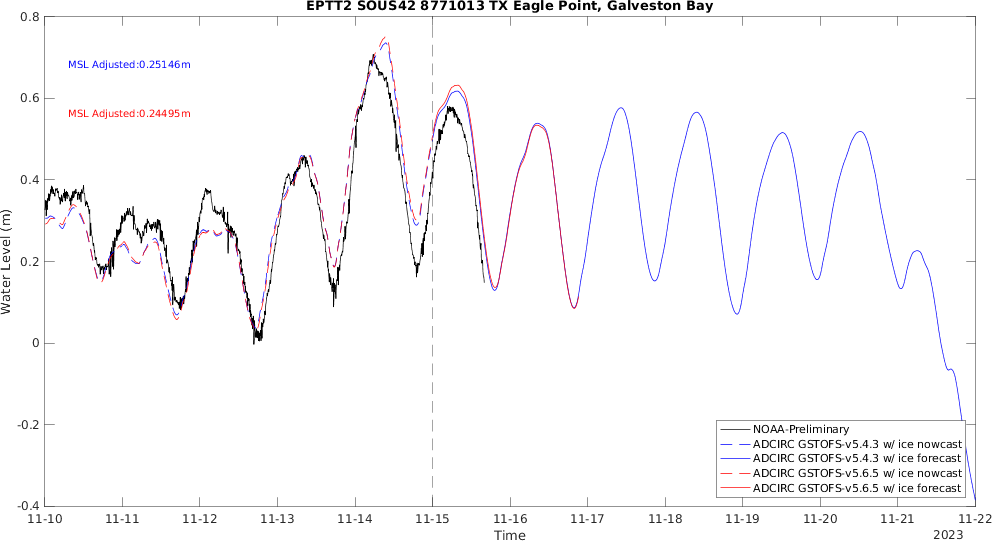 EPTT2 SOUS42 8771013 TX Eagle Point, Galveston Bay
0.8
0.6
0.4
0.2
0
-0.2
-0.4
Water Level (m)
MSL Adjusted:0.25146m
MSL Adjusted:0.24495m
NOAA-Preliminary
ADCIRC GSTOFS-v5.4.3 w/ ice nowcast
ADCIRC GSTOFS-v5.4.3 w/ ice forecast
ADCIRC GSTOFS-v5.6.5 w/ ice nowcast
ADCIRC GSTOFS-v5.6.5 w/ ice forecast
11-10 11-11 11-12 11-13 11-14 11-15 11-16 11-17 11-18 11-19 11-20 11-21 11-22
Time
2023